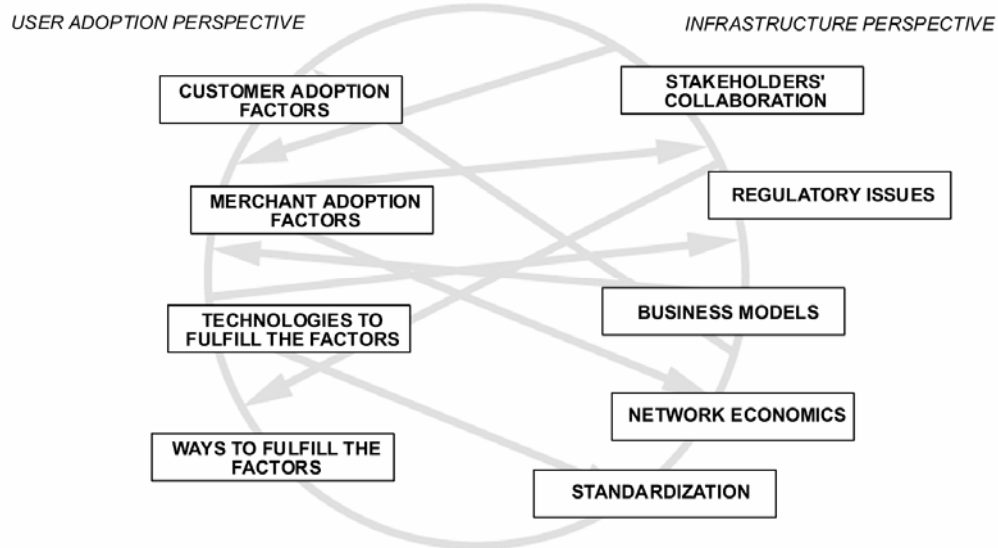 USER ADOPTION PERSPECTIVE
INFRASTRUCTURE PERSPECTIVE
CUSTOMER ADOPTION
FACTORS
STAKEHOLDERS'
COLLABORATION
MERCHANT ADOPTION
FACTORS
REGULATORY ISSUES
TECHNOLOGIES TO
FULFILL THE FACTORS
BUSINESS MODELS
WAYS TO FULFILL THE
FACTORS
NETWORK ECONOMICS
STANDARDIZATION